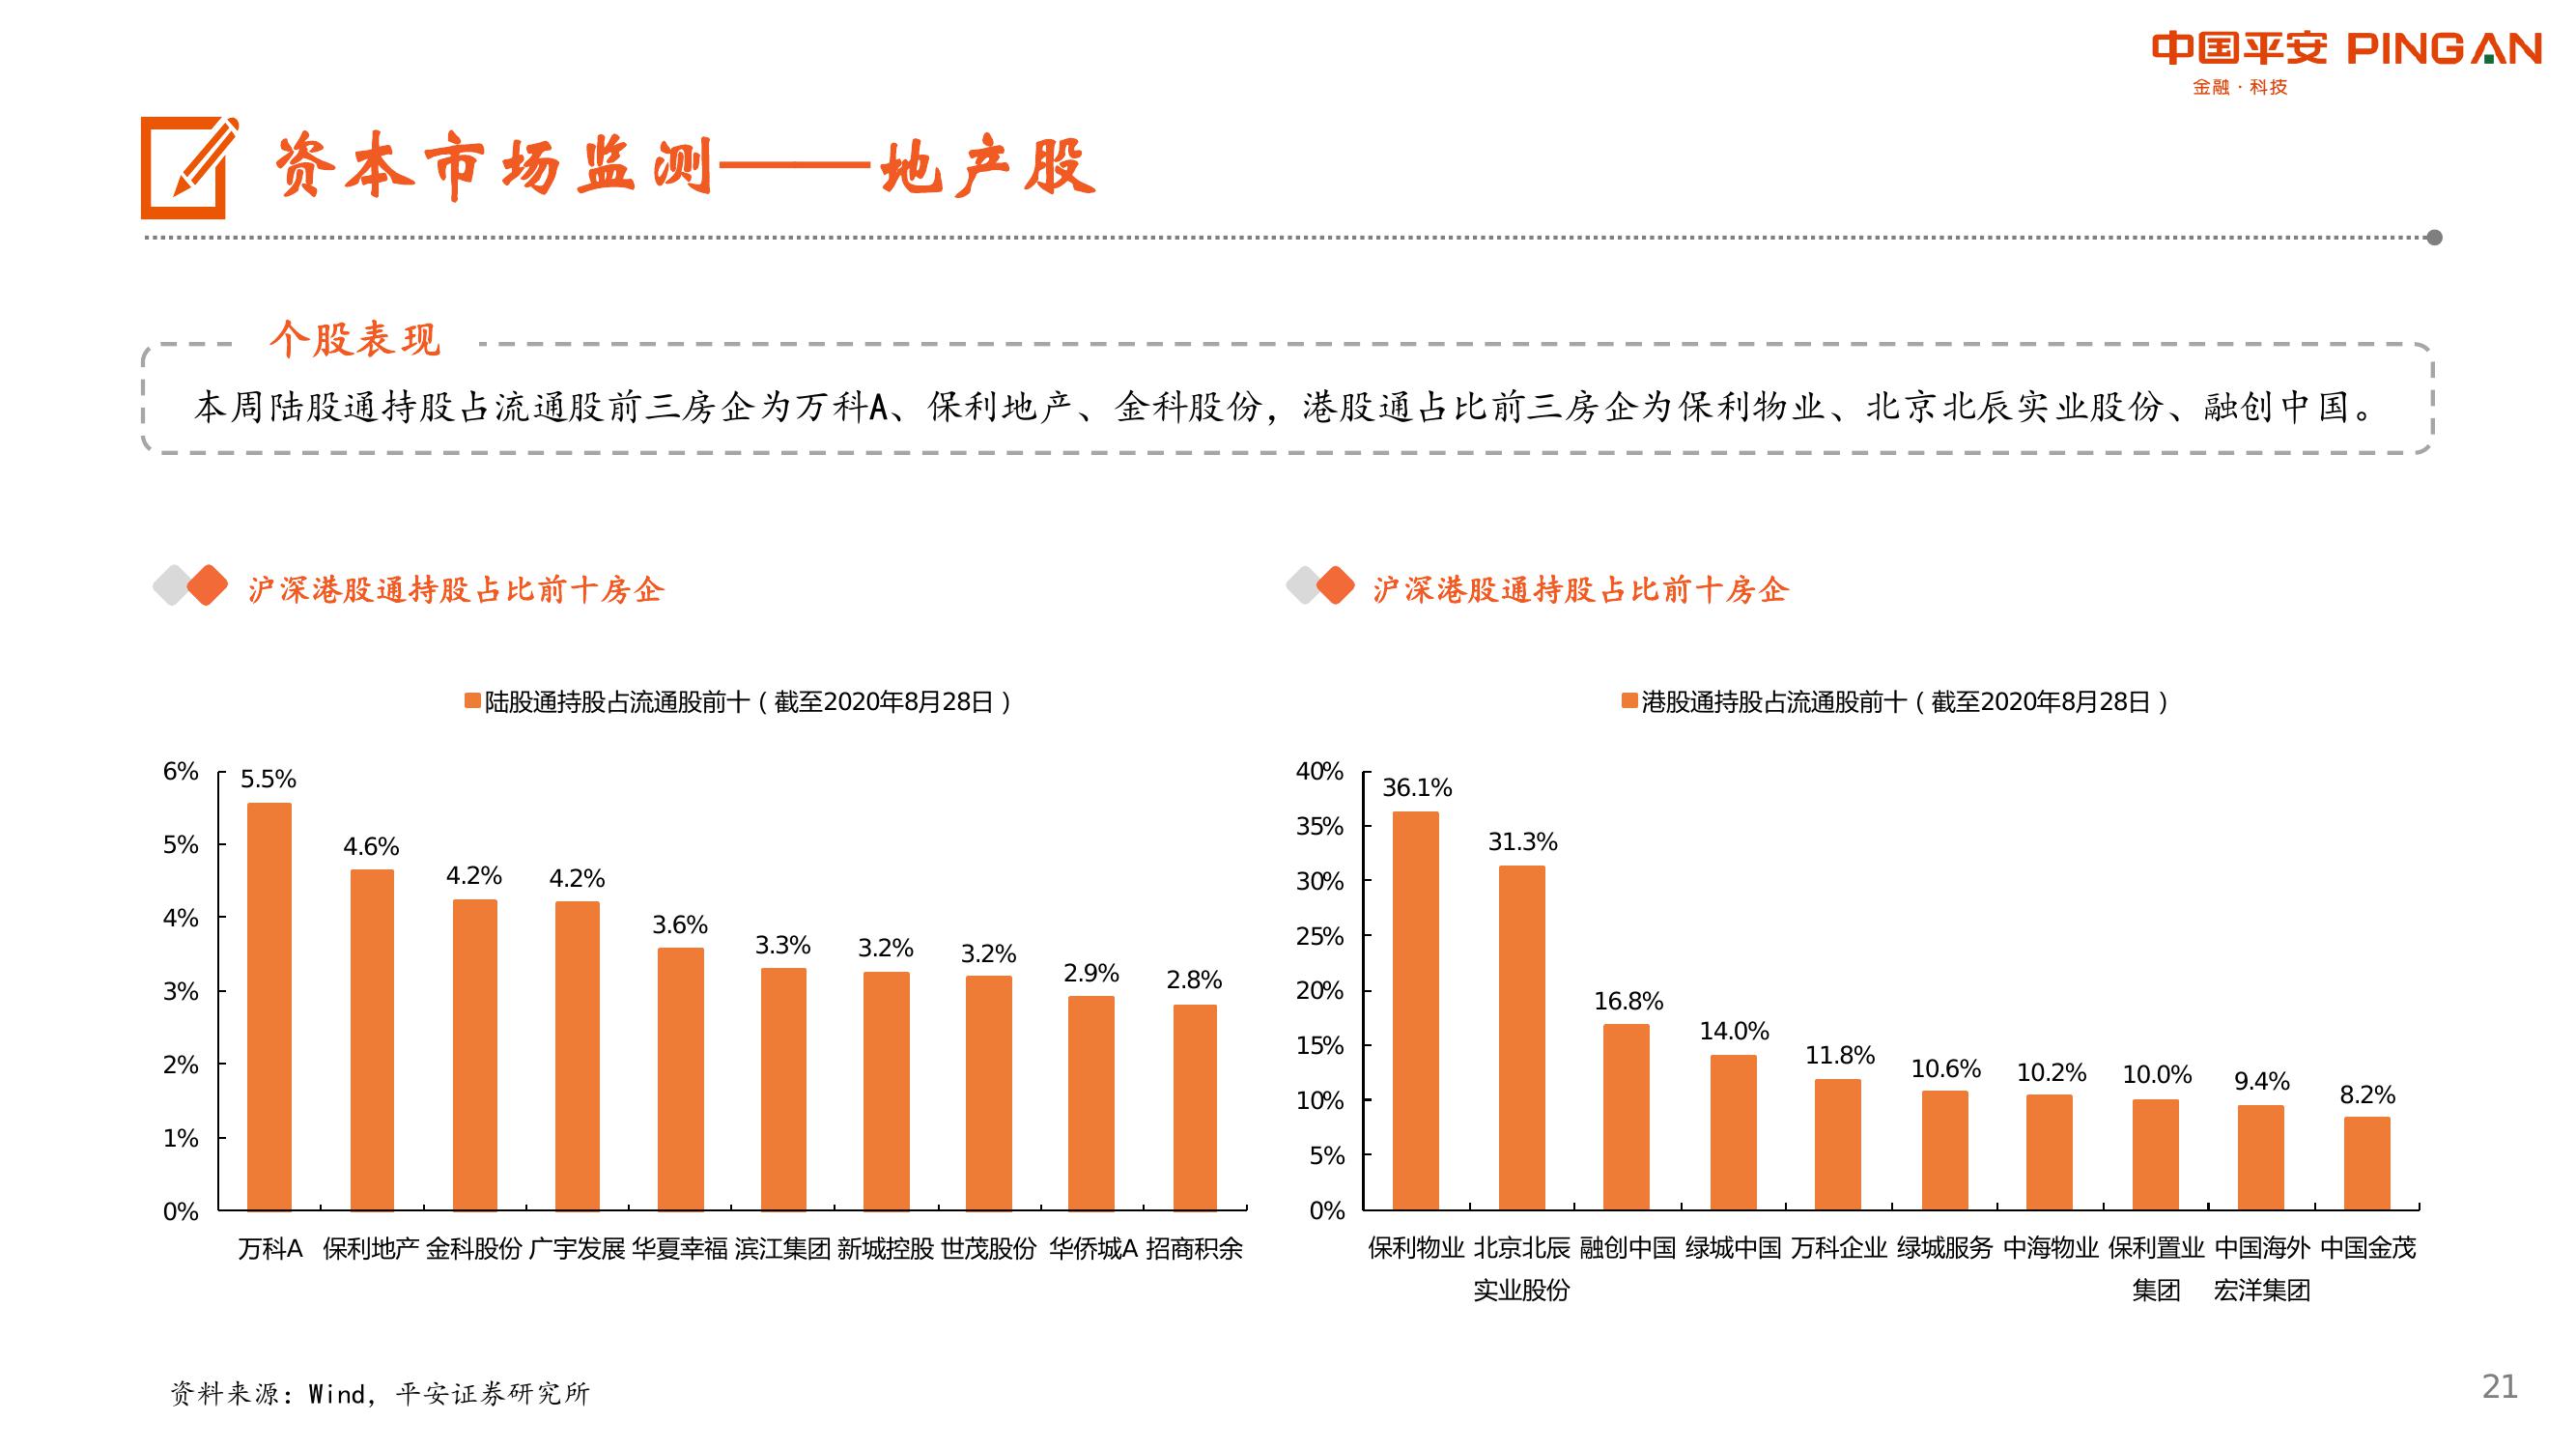 中国平安 PINGAN
金融·科技
资本市场监测——地产股
个股表现
本周陆股通持股占流通股前三房企为万科A、保利地产、金科股份，港股通占比前三房企为保利物业、北京北辰实业股份、融创中国。
沪深港股通持股占比前十房企
陆股通持股占流通股前十（截至2020年8月28日）
6%
5%
4%
3%
2%
1%
0%
5.5% 4.6% 4.2% 4.2% 3.6% 3.3% 3.2% 3.2% 2.9% 2.8%
万科A 保利地产 金科股份 广宇发展 华夏幸福 滨江集团 新城控股 世茂股份 华侨城A 招商积余
沪深港股通持股占比前十房企
港股通持股占流通股前十（截至2020年8月28日）
40%
35%
30%
25%
20%
15%
10%
5%
0%
36.1% 31.3% 16.8% 14.0% 11.8% 10.6% 10.2% 10.0% 9.4% 8.2%
保利物业 北京北辰 融创中国 绿城中国 万科企业 绿城服务 中海物业 保利置业 中国海外 中国金茂
实业股份 集团 宏洋集团
资料来源：Wind，平安证券研究所
21